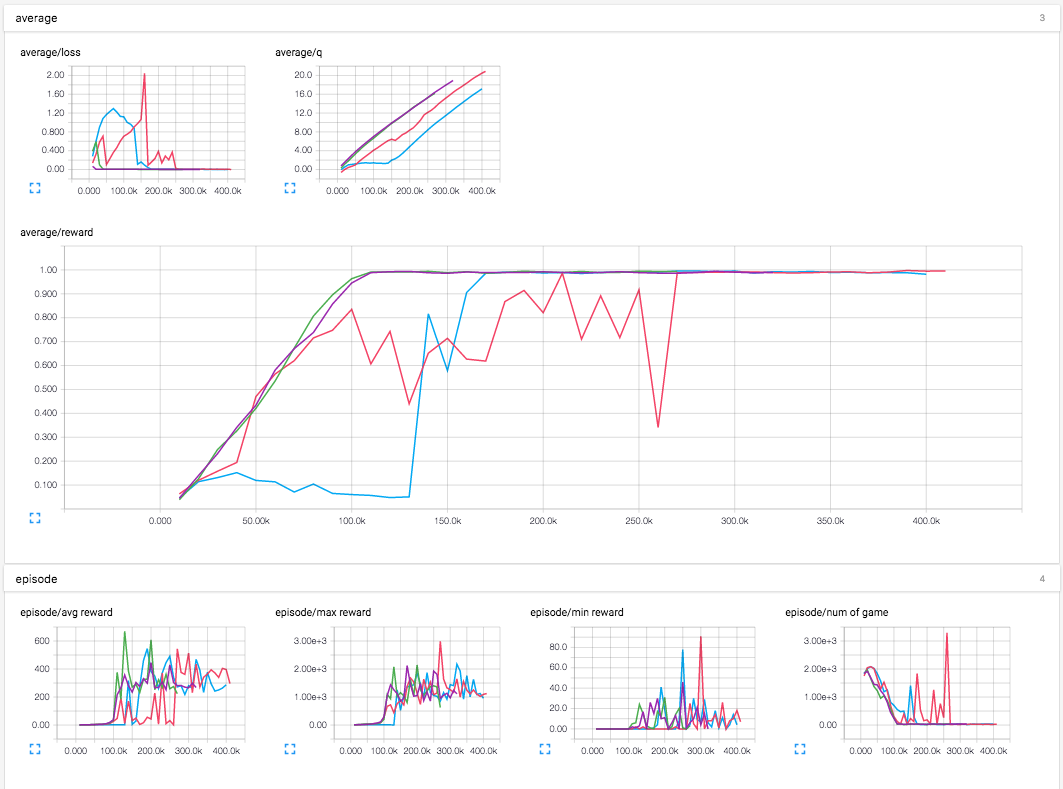 average 3
average/loss average/q
2.00 20.0
1.60 16.0
1.20 12.0
0.800 8.00
0.400 4.00
0.00 0.00
0.000 100.0k 200.0k 300.0k 400.0k 0.000 100.0k 200.0k 300.0k 400.0k
average/reward
1.00
0.900
0.800
0.700
0.600
0.500
0.400
0.300
0.200
0.100
0.000 50.00k 100.0k 150.0k 200.0k 250.0k 300.0k 350.0k 400.0k
episode 4
episode/avg reward episode/max reward episode/min reward episode/num of game
600 3.00e+3 80.0 3.00e+3
400 2.00e+3 60.0 2.00e+3
200 1.00e+3 40.0 1.00e+3
0.00 0.00 20.0 0.00
0.00
0.000 100.0k 200.0k 300.0k 400.0k 0.000 100.0k 200.0k 300.0k 400.0k 0.000 100.0k 200.0k 300.0k 400.0k 0.000 100.0k 200.0k 300.0k 400.0k